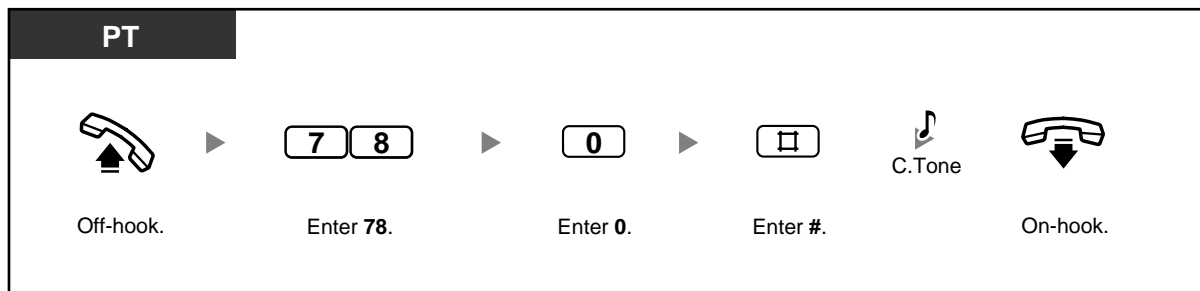 PT
7 8 0 #
C.Tone
Off-hook. Enter 78. Enter 0. Enter #. On-hook.